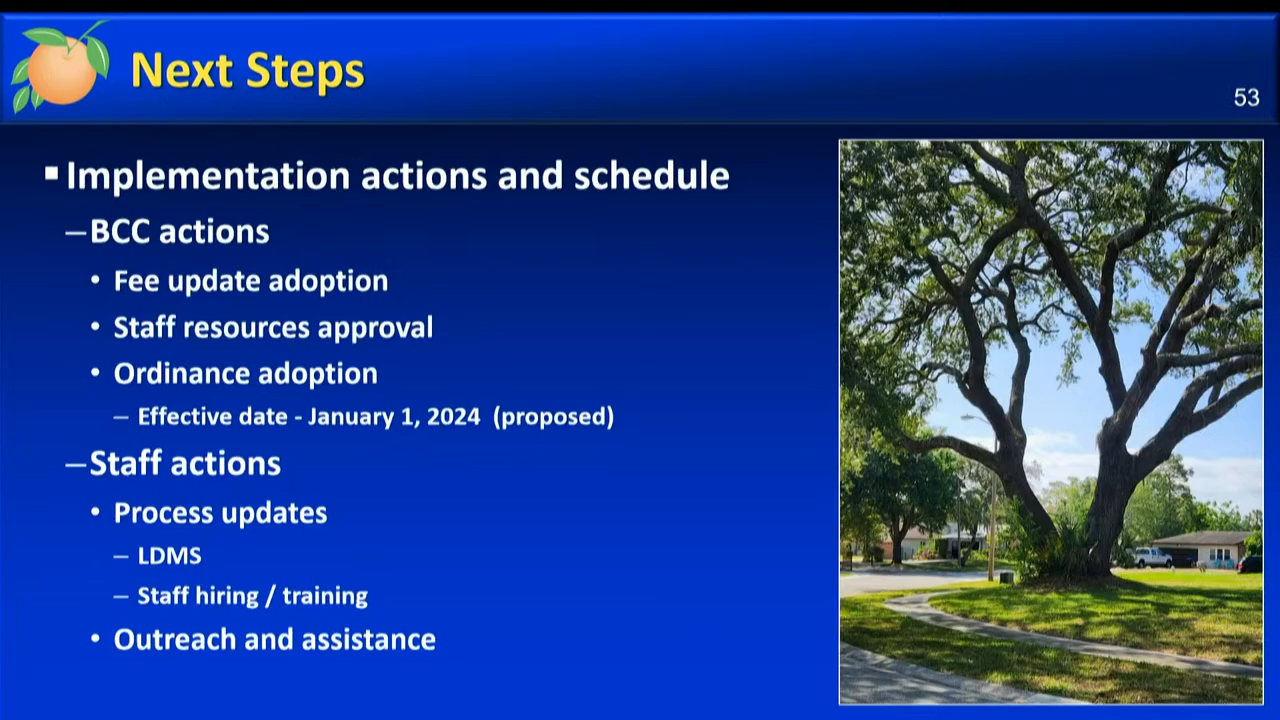 Next Steps
53
▪ Implementation actions and schedule
– BCC actions
• Fee update adoption
• Staff resources approval
• Ordinance adoption
– Effective date - January 1, 2024 (proposed)
– Staff actions
• Process updates
– LDMS
– Staff hiring / training
• Outreach and assistance